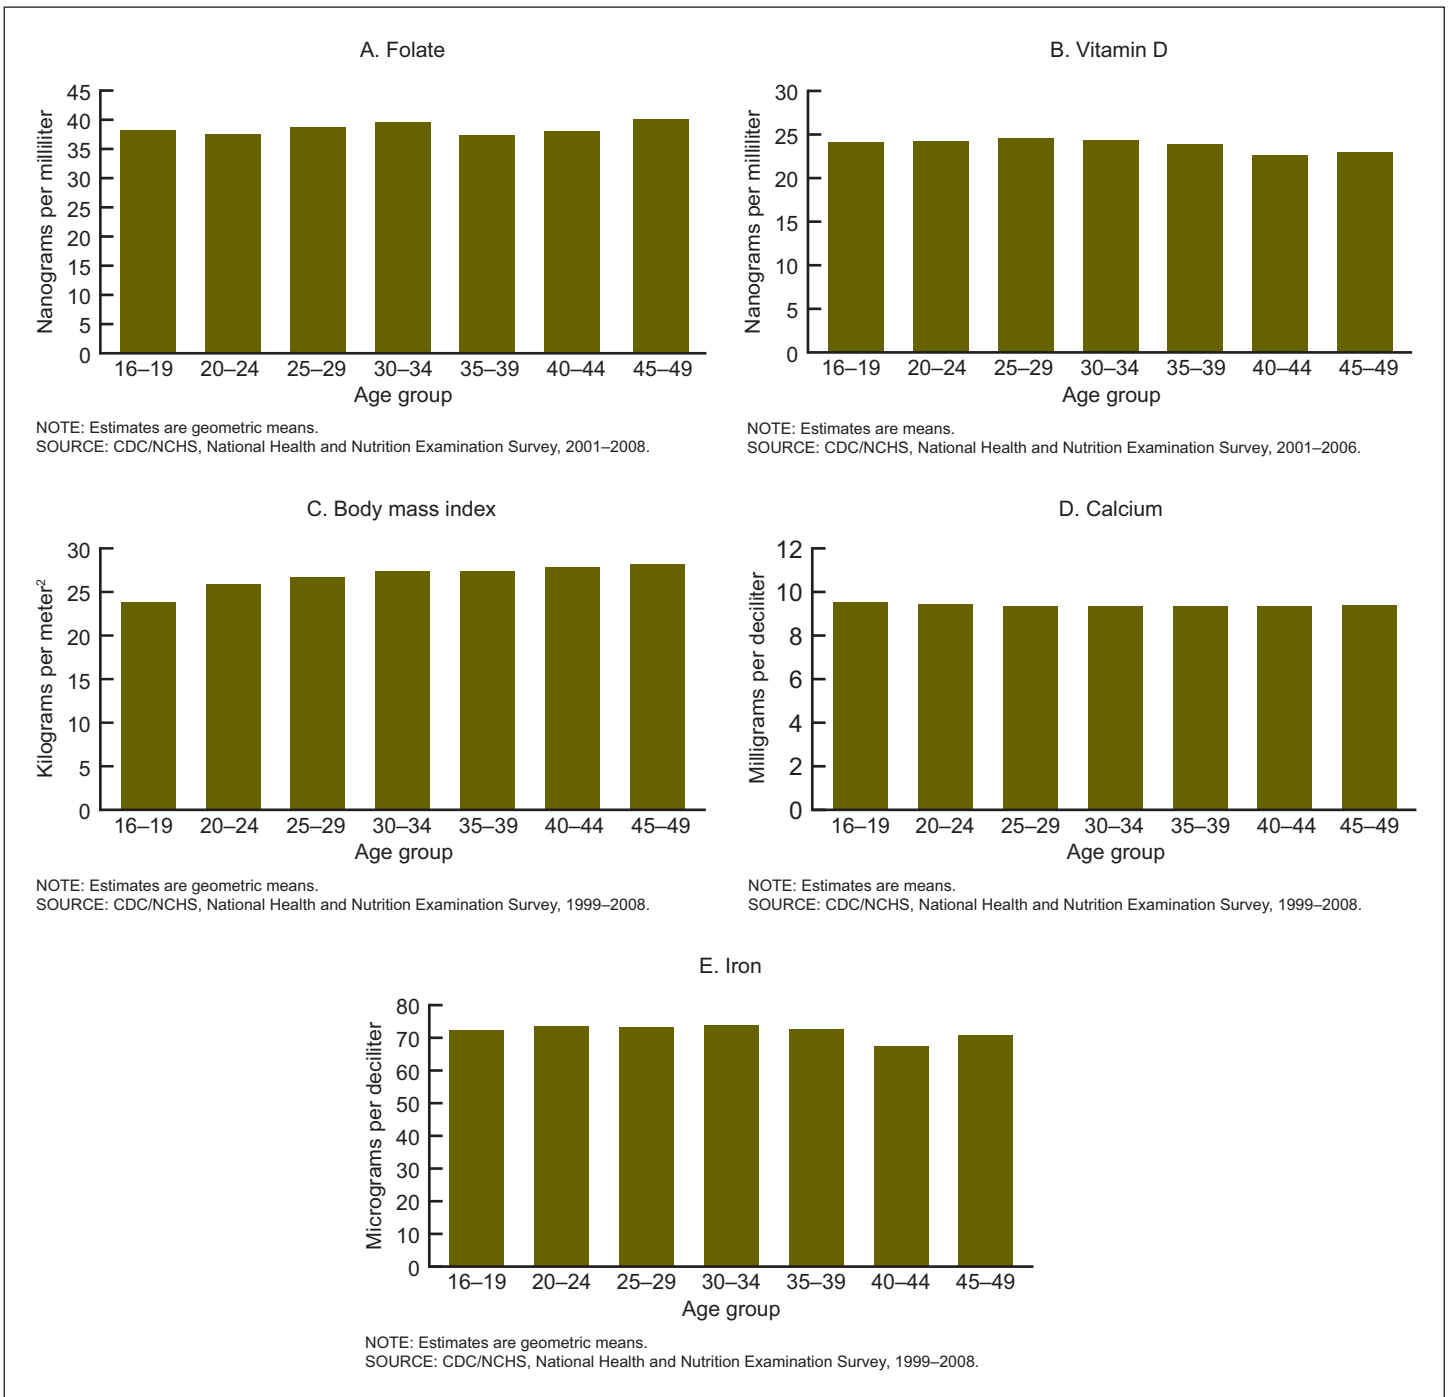 A. Folate
Nanograms per milliliter
45
40
35
30
25
20
15
10
5
0
16–19 20–24 25–29 30–34 35–39 40–44 45–49
Age group
NOTE: Estimates are geometric means.
SOURCE: CDC/NCHS, National Health and Nutrition Examination Survey, 2001–2008.
B. Vitamin D
Nanograms per milliliter
30
25
20
15
10
5
0
16–19 20–24 25–29 30–34 35–39 40–44 45–49
Age group
NOTE: Estimates are means.
SOURCE: CDC/NCHS, National Health and Nutrition Examination Survey, 2001–2006.
C. Body mass index
Kilograms per meter²
30
25
20
15
10
5
0
16–19 20–24 25–29 30–34 35–39 40–44 45–49
Age group
NOTE: Estimates are geometric means.
SOURCE: CDC/NCHS, National Health and Nutrition Examination Survey, 1999–2008.
D. Calcium
Milligrams per deciliter
12
10
8
6
4
2
0
16–19 20–24 25–29 30–34 35–39 40–44 45–49
Age group
NOTE: Estimates are means.
SOURCE: CDC/NCHS, National Health and Nutrition Examination Survey, 1999–2008.
E. Iron
Micrograms per deciliter
80
70
60
50
40
30
20
10
0
16–19 20–24 25–29 30–34 35–39 40–44 45–49
Age group
NOTE: Estimates are geometric means.
SOURCE: CDC/NCHS, National Health and Nutrition Examination Survey, 1999–2008.